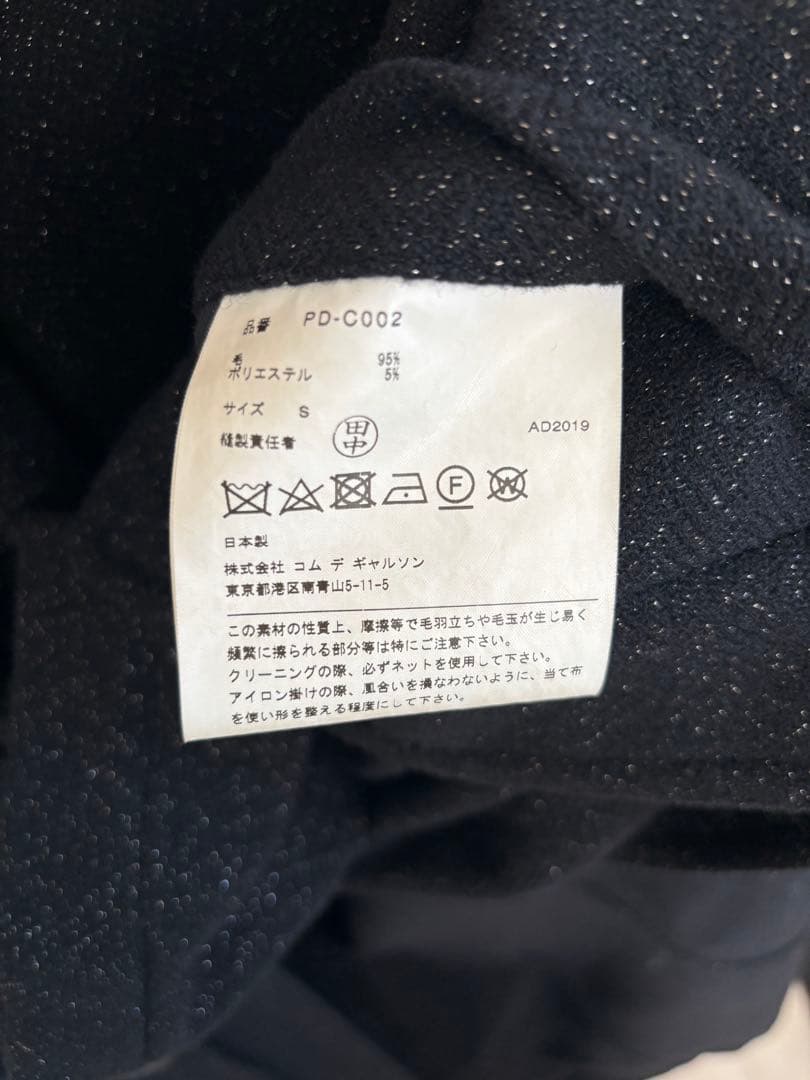 品番 PD-C002
毛 95%
ポリエステル 5%
サイズ S
縫製責任者 田中
AD2019
F W
日本製
株式会社 コム デ ギャルソン
東京都港区南青山5-11-5
この素材の性質上、摩擦等で毛羽立ちや毛玉が生じ易く
頻繁に擦られる部分等は特にご注意下さい。
クリーニングの際、必ずネットを使用して下さい。
アイロン掛けの際、風合いを損なわないように、当て布
を使い形を整える程度にして下さい。